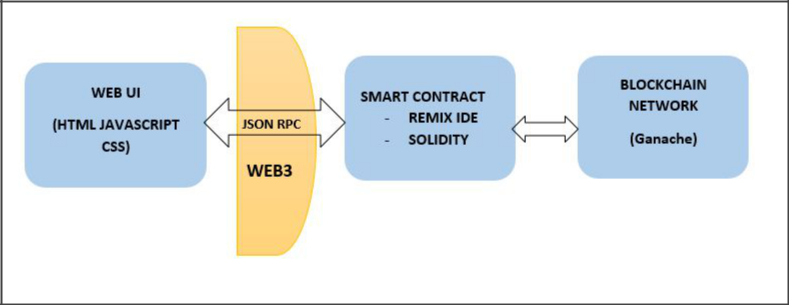 WEB UI
(HTML JAVASCRIPT
CSS)
JSON RPC
WEB3
SMART CONTRACT
- REMIX IDE
- SOLIDITY
BLOCKCHAIN
NETWORK
(Ganache)